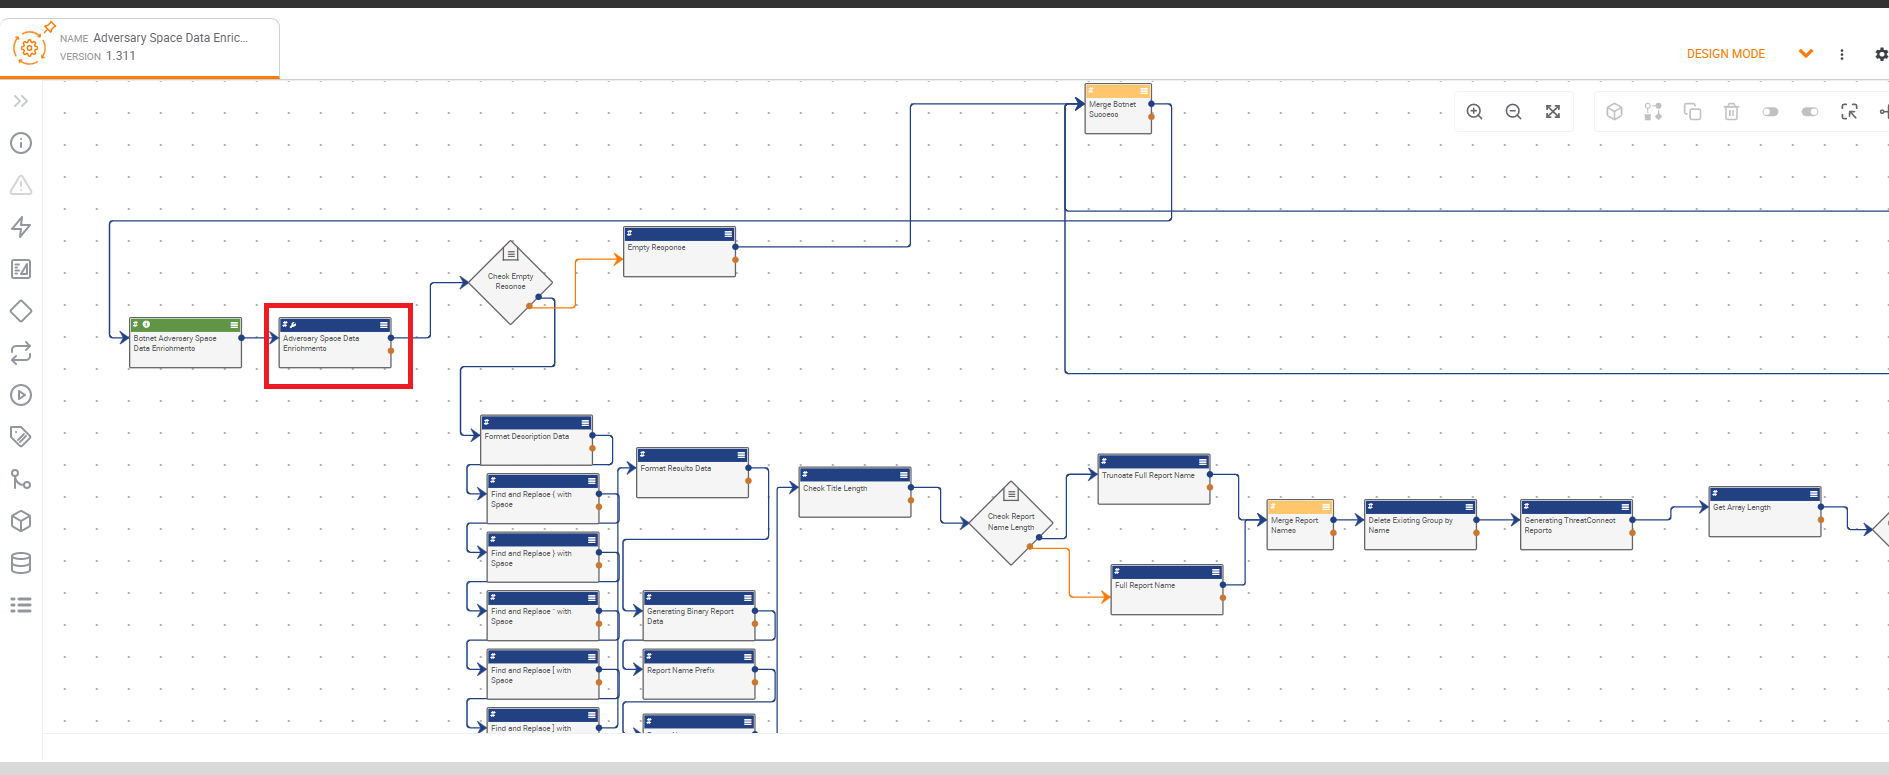 NAME Adversary Space Data Enric...
VERSION 1.311
DESIGN MODE
Merge Botnet
Success
Empty Response
Check Empty
Resonse
Botnet Adversary Space
Data Enrichments
Adversary Space Data
Enrichments
Format Description Data
Format Results Data
Find and Replace { with
Space
Find and Replace } with
Space
Find and Replace " with
Space
Find and Replace [ with
Space
Find and Replace ] with
Generating Binary Report
Data
Report Name Prefix
Check Title Length
Check Report
Name Length
Truncate Full Report Name
Full Report Name
Merge Report
Names
Delete Existing Group by
Name
Generating ThreatConnect
Reports
Get Array Length